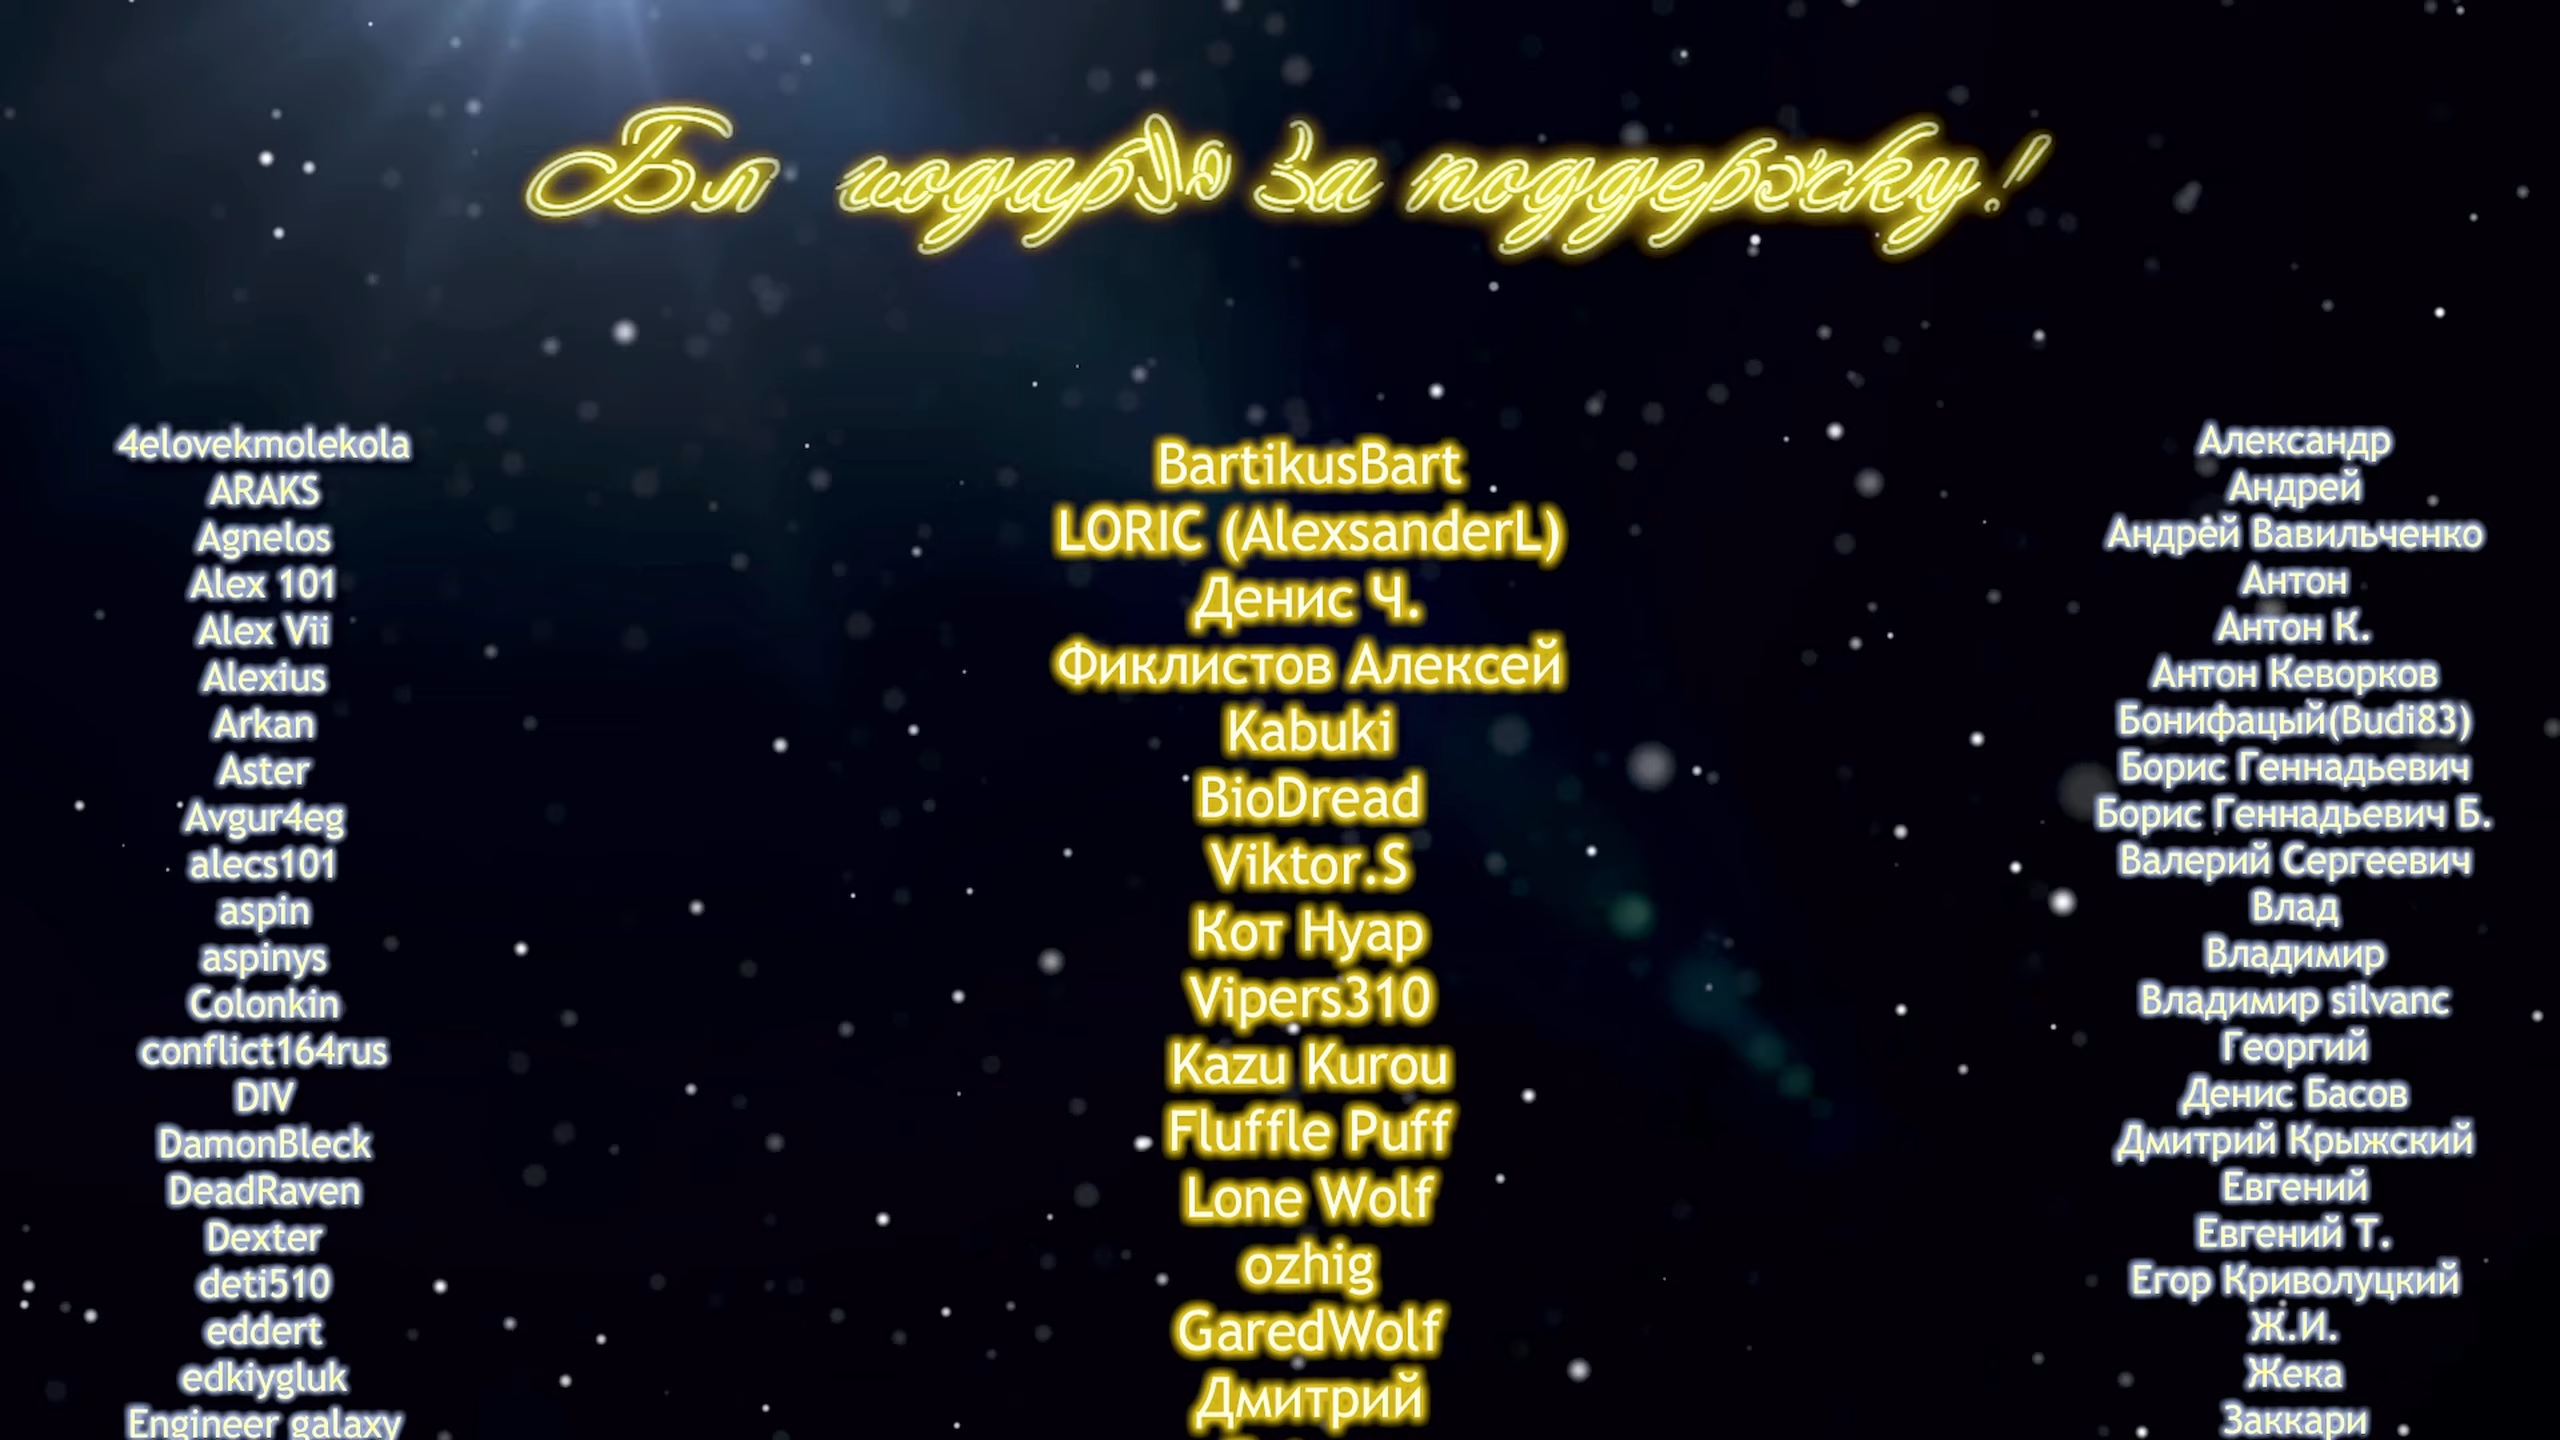 за поддержку!
4elovekmolekola
ARAKS
Agnelos
Alex 101
Alex Vii
Alexius
Arkan
Aster
Avgur4eg
alecs101
aspin
aspinys
Colonkin
conflict164rus
DIV
DamonBleck
DeadRaven
Dexter
deti510
eddert
edkiygluk
Engineer galaxy
BartikusBart
LORIC (AlexsanderL)
Денис Ч.
Фиклистов Алексей
Kabuki
BioDread
Viktor.S
Кот Нуар
Vipers310
Kazu Kurou
Fluffle Puff
Lone Wolf
ozhig
GaredWolf
Дмитрий
Александр
Андрей
Андрей Вавильченко
Антон
Антон К.
Антон Кеворков
Бонифацый(Budi83)
Борис Геннадьевич
Борис Геннадьевич Б.
Валерий Сергеевич
Влад
Владимир
Владимир silvanc
Георгий
Денис Басов
Дмитрий Крыжский
Евгений
Евгений Т.
Егор Криволуцкий
Ж.И.
Жека
Заккари